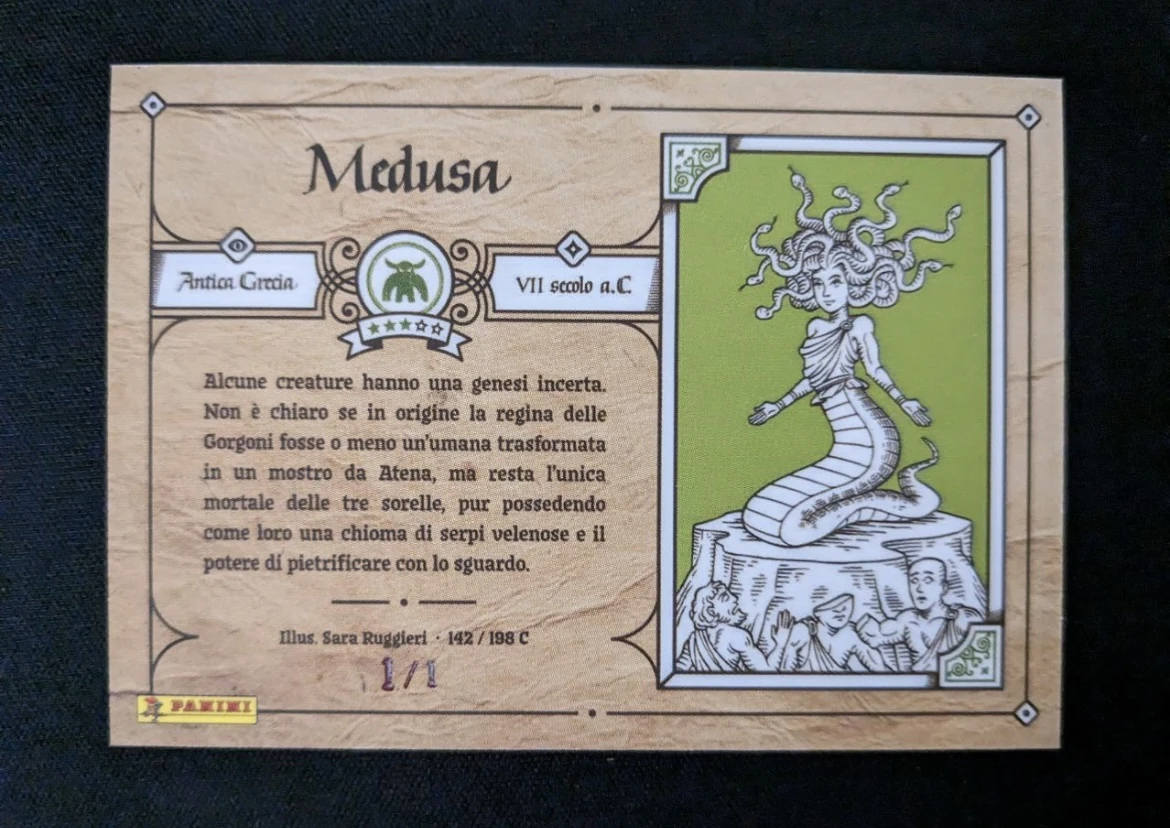 Medusa
Antica Grecia
VII secolo a.C
Alcune creature hanno una genesi incerta.
Non è chiaro se in origine la regina delle
Gorgoni fosse o meno un'umana trasformata
in un mostro da Atena, ma resta l'unica
mortale delle tre sorelle, pur possedendo
come loro una chioma di serpi velenose e il
potere di pietrificare con lo sguardo.
Illus. Sara Ruggieri · 142 / 198 C
1/1
PANINI